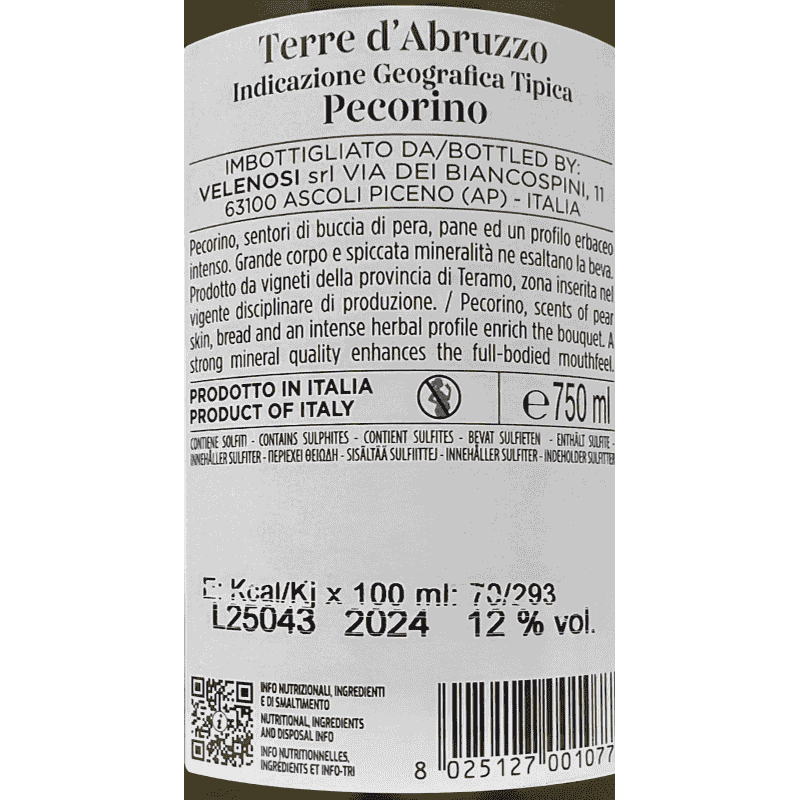 Terre d'Abruzzo
Indicazione Geografica Tipica
Pecorino
IMBOTTIGLIATO DA/BOTTLED BY:
VELENOSI srl VIA DEI BIANCOSPINI, 11
63100 ASCOLI PICENO (AP) - ITALIA
Pecorino, sentori di buccia di pera, pane ed un profilo erbaceo
intenso. Grande corpo e spiccata mineralità ne esaltano la beva.
Prodotto da vigneti della provincia di Teramo, zona inserita nel
vigente disciplinare di produzione. / Pecorino, scents of pear
skin, bread and an intense herbal profile enrich the bouquet. A
strong mineral quality enhances the full-bodied mouthfeel.
PRODOTTO IN ITALIA
PRODUCT OF ITALY
e 750 ml
CONTIENE SOLFITI - CONTAINS SULPHITES - CONTIENT SULFITES - BEVAT SULFIETEN - ENTHÄLT SULFITE -
INNEHÅLLER SULFITER - ΠΕΡΙΕΧΕΙ ΘΕΙΩΔΗ - SISÄLTÄÄ SULFIITTEJ - INNEHÅLLER SULFITER - INDEHOLDER SULFITTER
E: Kcal/Kj x 100 ml: 70/293
L25043 2024 12 % vol.
INFO NUTRIZIONALI, INGREDIENTI
E DI SMALTIMENTO
NUTRITIONAL, INGREDIENTS
AND DISPOSAL INFO
INFO NUTRITIONNELLES,
INGRÉDIENTS ET INFO-TRI
8 025127 001077